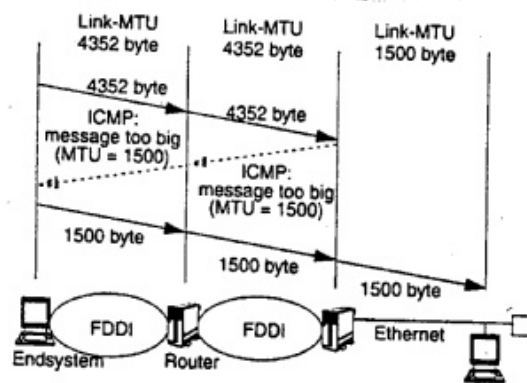 Link-MTU
4352 byte
Link-MTU
4352 byte
Link-MTU
1500 byte
4352 byte
4352 byte
ICMP:
message too big
(MTU = 1500)
ICMP:
message too big
(MTU = 1500)
1500 byte
1500 byte
1500 byte
FDDI
FDDI
Ethernet
Endsystem
Router